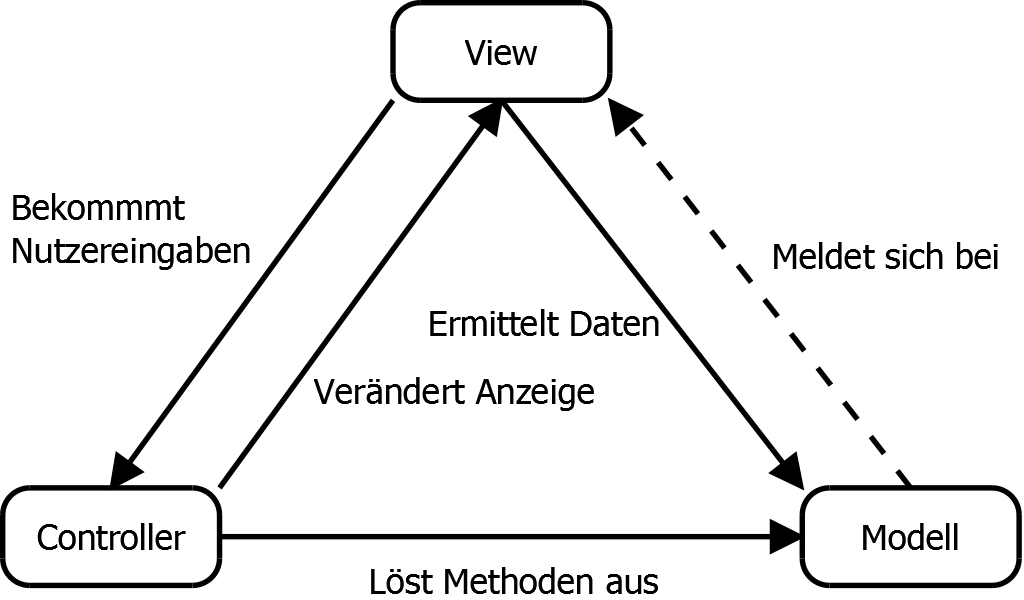 View
Bekommmt
Nutzereingaben
Meldet sich bei
Ermittelt Daten
Verändert Anzeige
Controller
Modell
Löst Methoden aus